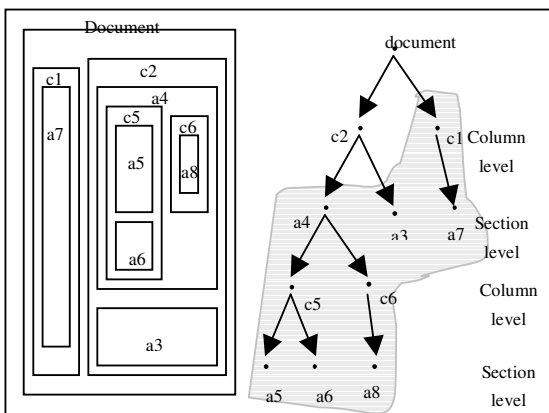 Document
c1
c2
a7
a4
c5
c6
a5
a8
a6
a3
document
c2
c1
Column
level
a4
a3
a7
Section
level
c5
c6
Column
level
a5
a6
a8
Section
level